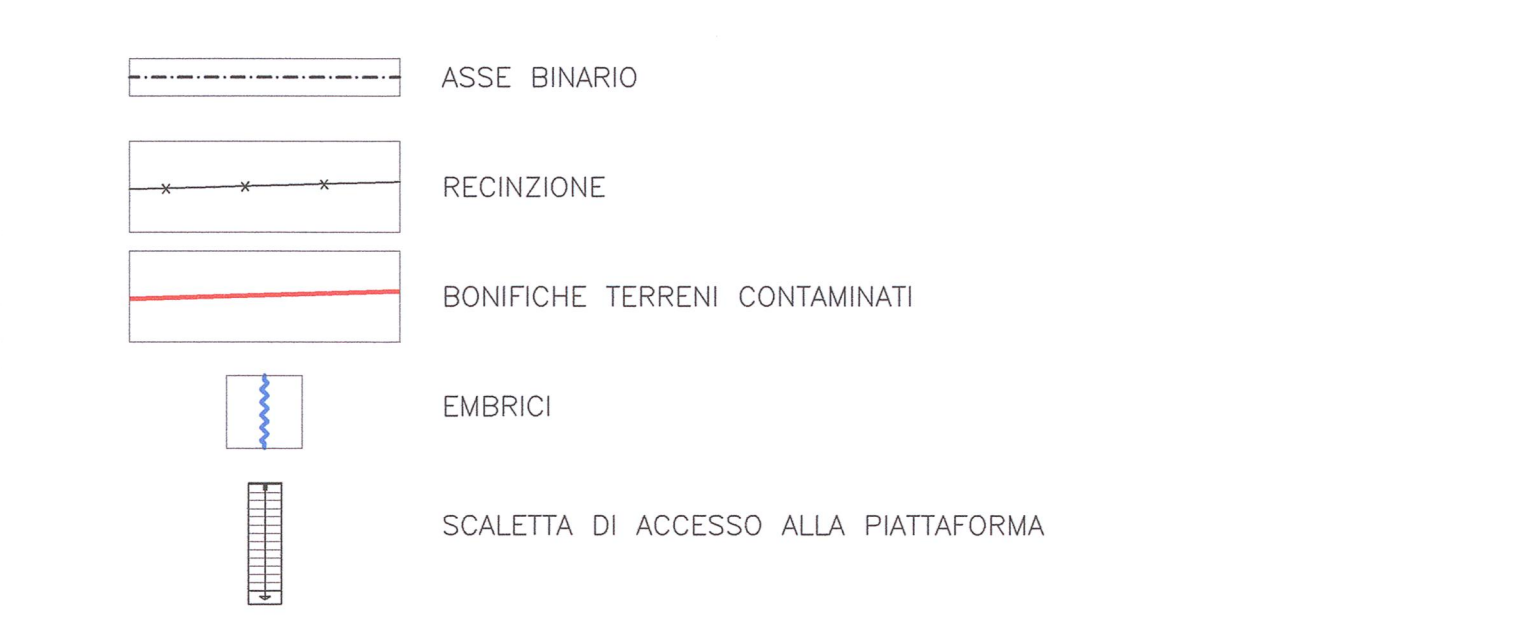 ASSE BINARIO
RECINZIONE
BONIFICHE TERRENI CONTAMINATI
EMBRICI
SCALETTA DI ACCESSO ALLA PIATTAFORMA